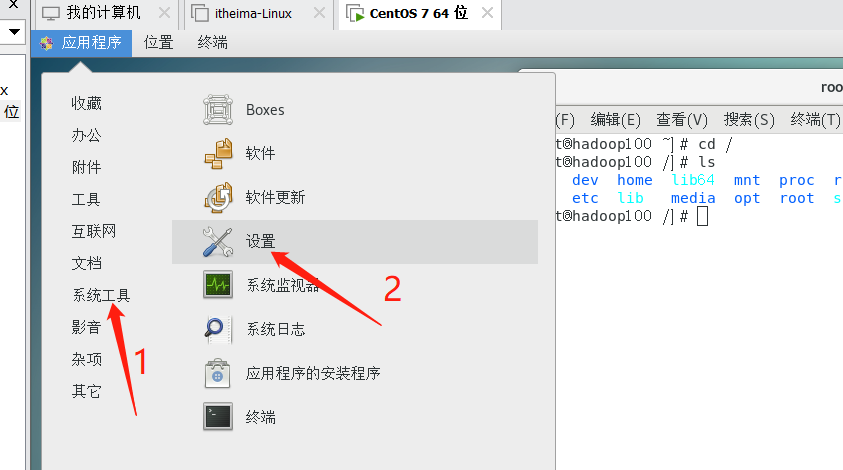 x
我的计算机
itheima-Linux
CentOS 7 64 位
应用程序 位置 终端
x
位
收藏
办公
附件
工具
互联网
文档
系统工具
影音
杂项
其它
Boxes
软件
软件更新
设置
系统监视器
系统日志
应用程序的安装程序
终端
1
2
roo
(F) 编辑(E) 查看(V) 搜索(S) 终端(T)
t@hadoop100 ~]# cd /
t@hadoop100 /]# ls
dev home lib64 mnt proc r
etc lib media opt root s
t@hadoop100 /]#